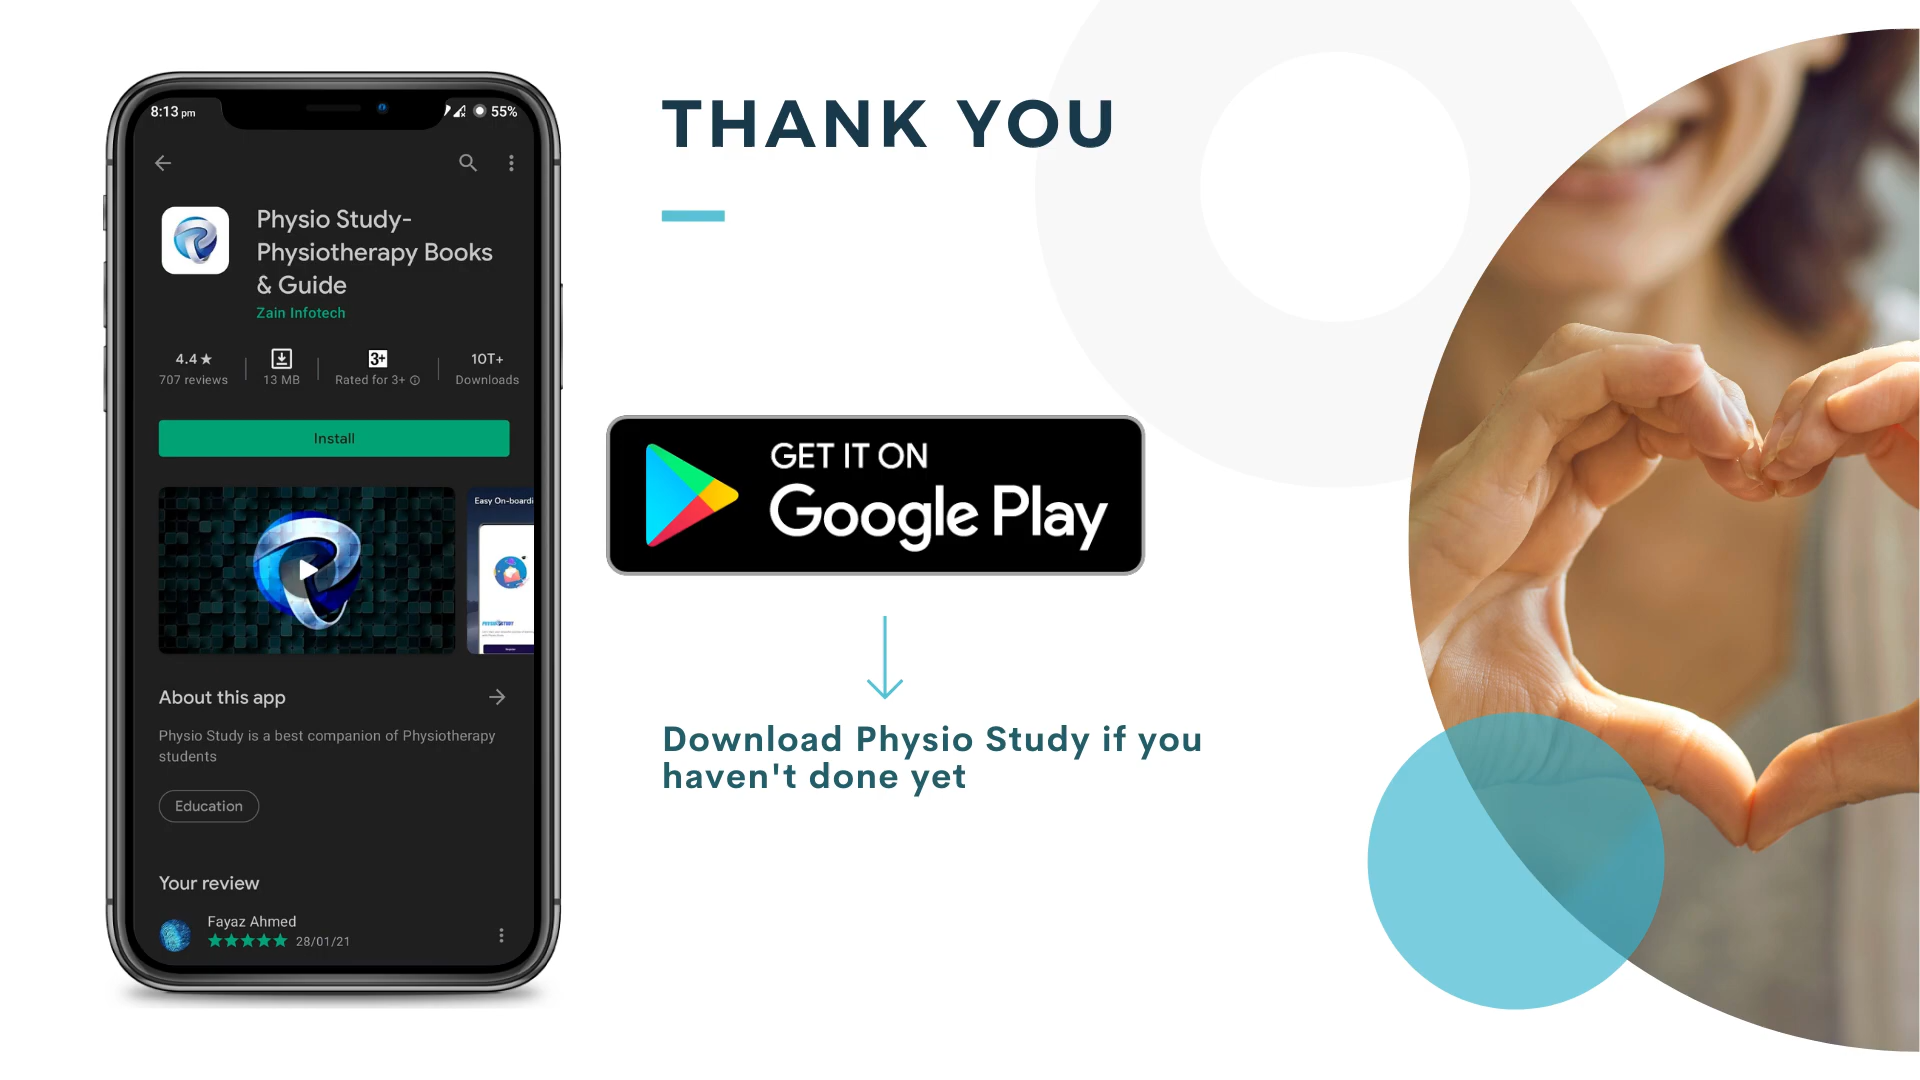 8:13 pm
55%
Physio Study-
Physiotherapy Books
& Guide
Zain Infotech
4.4★
707 reviews
13 MB
3+
Rated for 3+
10T+
Downloads
Install
Easy On-boardi
About this app
Physio Study is a best companion of Physiotherapy
students
Education
Your review
Fayaz Ahmed
28/01/21
THANK YOU
GET IT ON
Google Play
Download Physio Study if you
haven't done yet